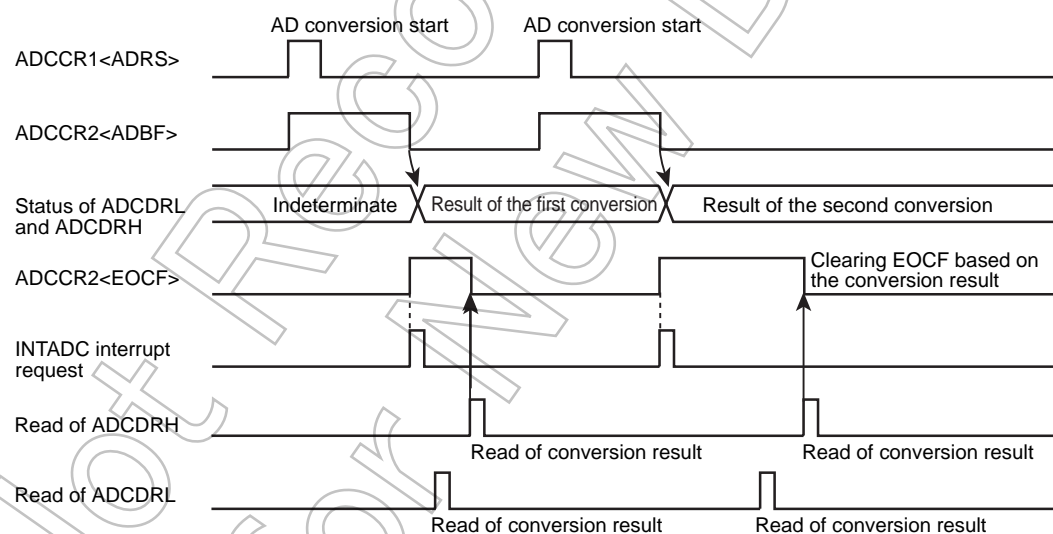 AD conversion start
AD conversion start
ADCCR1<ADRS>
ADCCR2<ADBF>
Status of ADCDRL
and ADCDRH
Indeterminate
Result of the first conversion
Result of the second conversion
ADCCR2<EOCF>
Clearing EOCF based on
the conversion result
INTADC interrupt
request
Read of ADCDRH
Read of conversion result
Read of conversion result
Read of ADCDRL
Read of conversion result
Read of conversion result